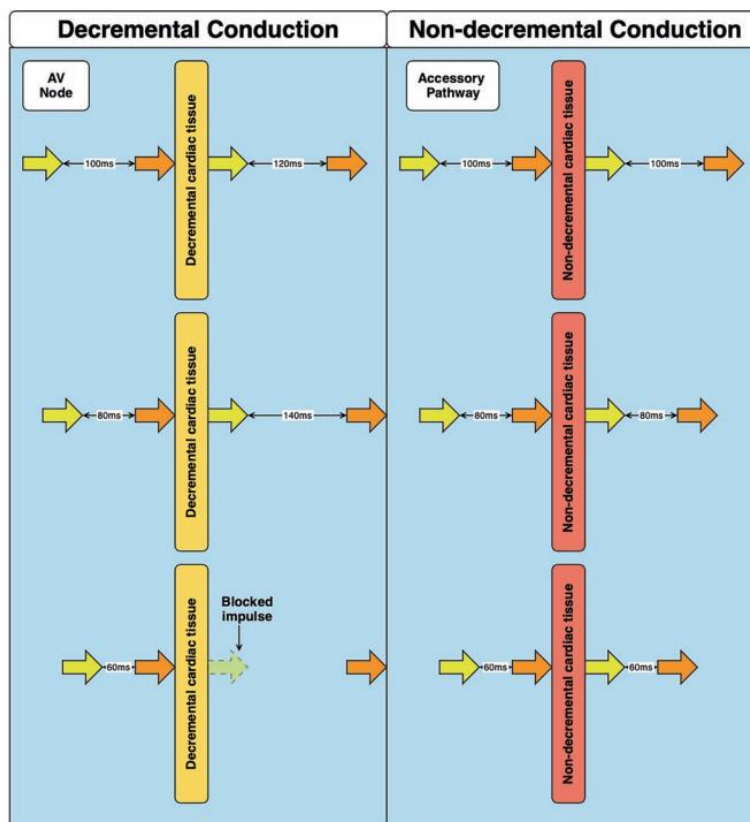 Decremental Conduction
Non-decremental Conduction
AV
Node
Decremental cardiac tissue
100ms
120ms
Accessory
Pathway
Non-decremental cardiac tissue
100ms
100ms
Decremental cardiac tissue
80ms
140ms
Non-decremental cardiac tissue
80ms
80ms
Decremental cardiac tissue
Blocked
impulse
60ms
Non-decremental cardiac tissue
60ms
60ms